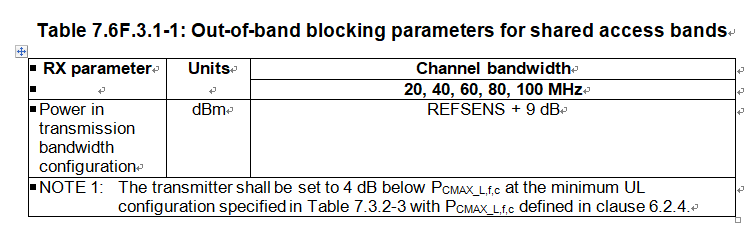 Table 7.6F.3.1-1: Out-of-band blocking parameters for shared access bands
RX parameter Units Channel bandwidth
20, 40, 60, 80, 100 MHz
Power in dBm REFSENS + 9 dB
transmission
bandwidth
configuration
NOTE 1: The transmitter shall be set to 4 dB below PCMAX_L,f,c at the minimum UL
configuration specified in Table 7.3.2-3 with PCMAX_L,f,c defined in clause 6.2.4.